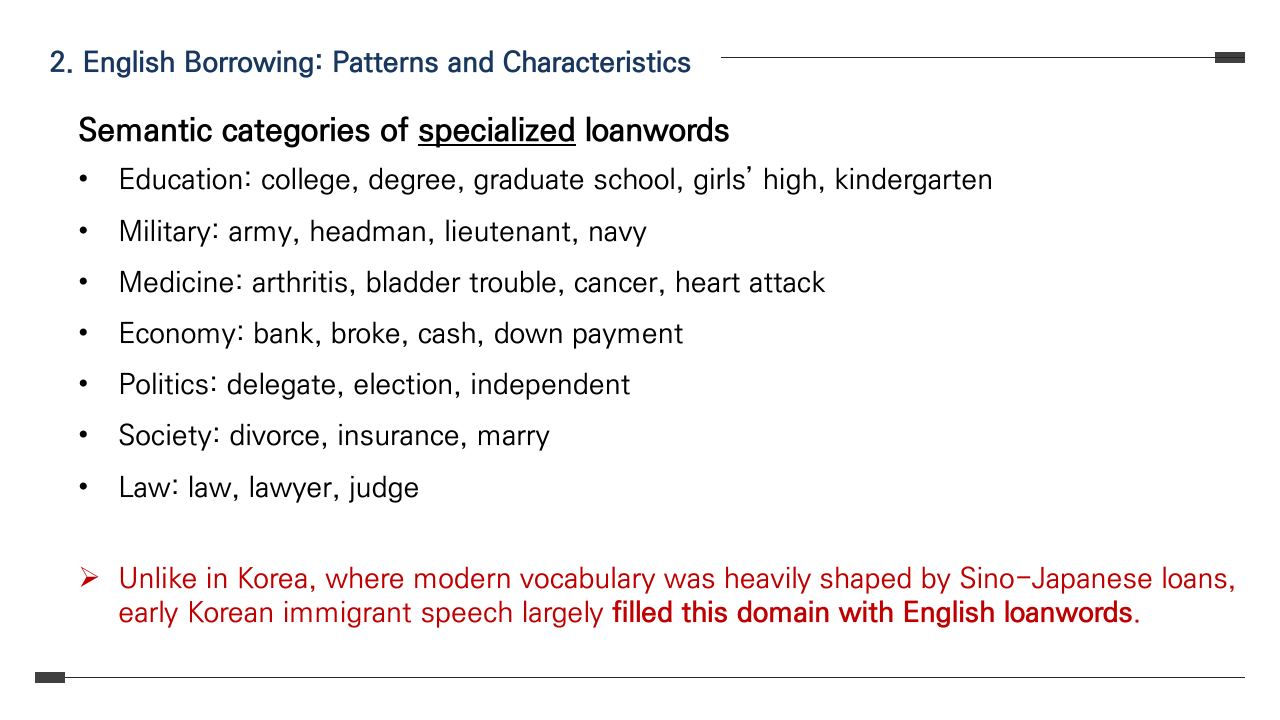 2. English Borrowing: Patterns and Characteristics
Semantic categories of specialized loanwords
• Education: college, degree, graduate school, girls’ high, kindergarten
• Military: army, headman, lieutenant, navy
• Medicine: arthritis, bladder trouble, cancer, heart attack
• Economy: bank, broke, cash, down payment
• Politics: delegate, election, independent
• Society: divorce, insurance, marry
• Law: law, lawyer, judge
➢ Unlike in Korea, where modern vocabulary was heavily shaped by Sino-Japanese loans,
early Korean immigrant speech largely filled this domain with English loanwords.